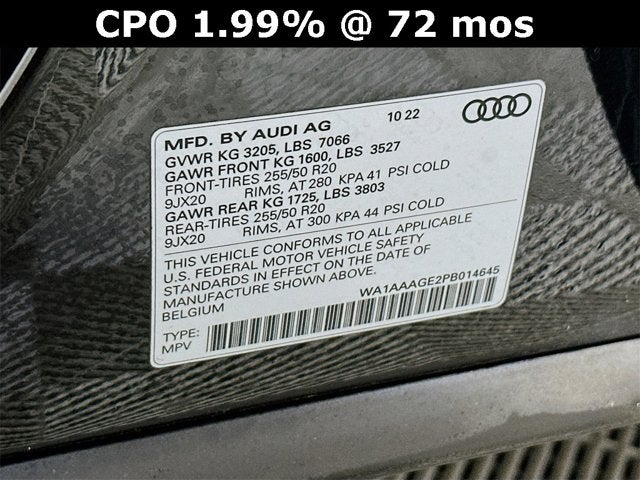 CPO 1.99% @ 72 mos
MFD. BY AUDI AG 10 22
GVWR KG 3205, LBS 7066
GAWR FRONT KG 1600, LBS 3527
FRONT-TIRES 255/50 R20
9JX20 RIMS, AT 280 KPA 41 PSI COLD
GAWR REAR KG 1725, LBS 3803
REAR-TIRES 255/50 R20
9JX20 RIMS, AT 300 KPA 44 PSI COLD
THIS VEHICLE CONFORMS TO ALL APPLICABLE
U.S. FEDERAL MOTOR VEHICLE SAFETY
STANDARDS IN EFFECT ON THE DATE OF
MANUFACTURE SHOWN ABOVE.
BELGIUM WA1AAAGE2PB014645
TYPE:
MPV